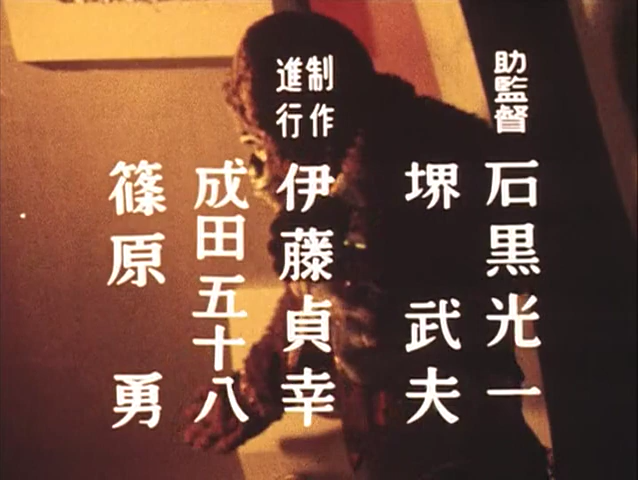 助監督
石黒光一
堺武夫
制作進行
伊藤貞幸
成田五十八
篠原勇